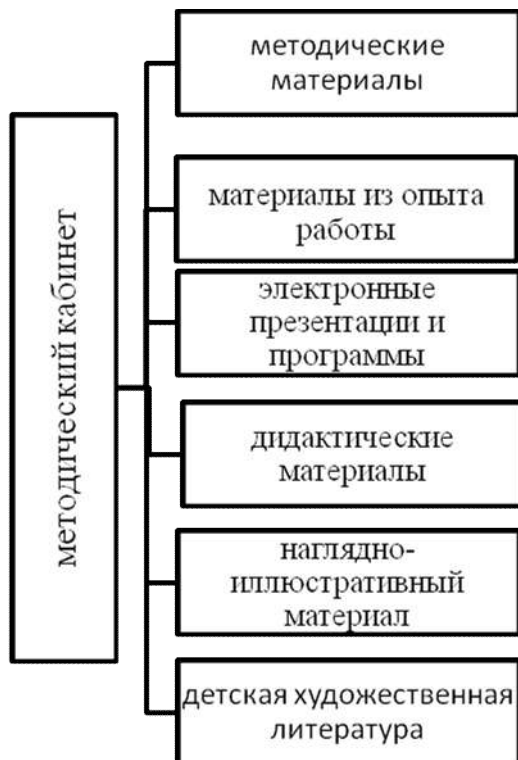 методический кабинет
методические
материалы
материалы из опыта
работы
электронные
презентации и
программы
дидактические
материалы
наглядно-
иллюстративный
материал
детская художественная
литература